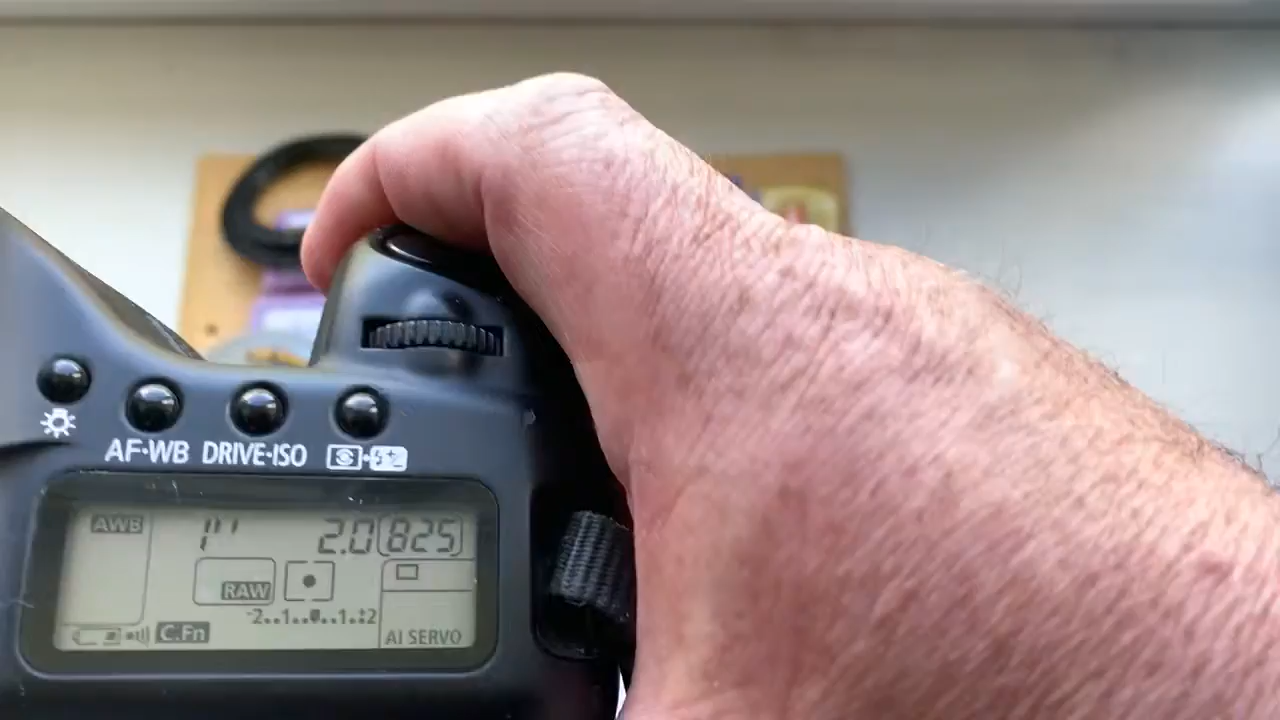 AF•WB DRIVE•ISO
AWB 1" 2.0 825
RAW
-2..1..0..1.:2
C.Fn AI SERVO